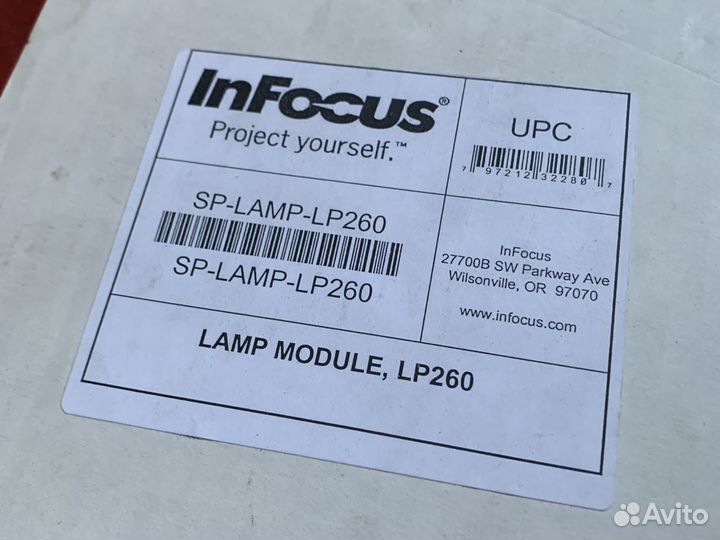 InFocus®
Project yourself.™
UPC
7 97212 32280 7
SP-LAMP-LP260
SP-LAMP-LP260
InFocus
27700B SW Parkway Ave
Wilsonville, OR 97070
www.infocus.com
LAMP MODULE, LP260
Avito